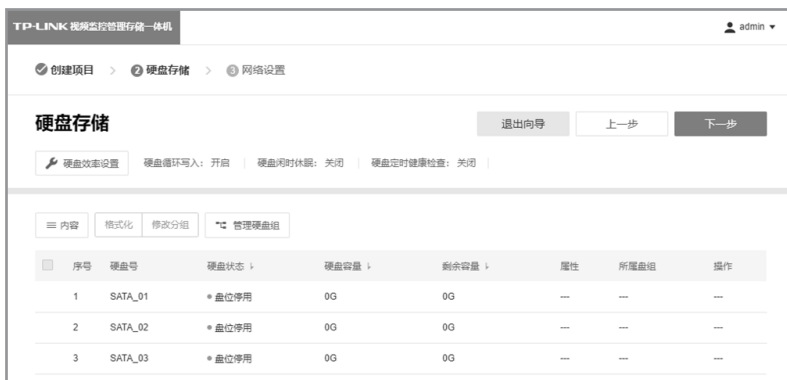 TP-LINK 视频监控管理存储一体机 admin
创建项目 > 2 硬盘存储 > 3 网络设置
硬盘存储 退出向导 上一步 下一步
硬盘效率设置 硬盘循环写入: 开启 硬盘闲时休眠: 关闭 硬盘定时健康检查: 关闭
内容 格式化 修改分组 管理硬盘组
序号 硬盘号 硬盘状态 硬盘容量 剩余容量 属性 所属盘组 操作
1 SATA_01 盘位停用 0G 0G --- --- ---
2 SATA_02 盘位停用 0G 0G --- --- ---
3 SATA_03 盘位停用 0G 0G --- --- ---